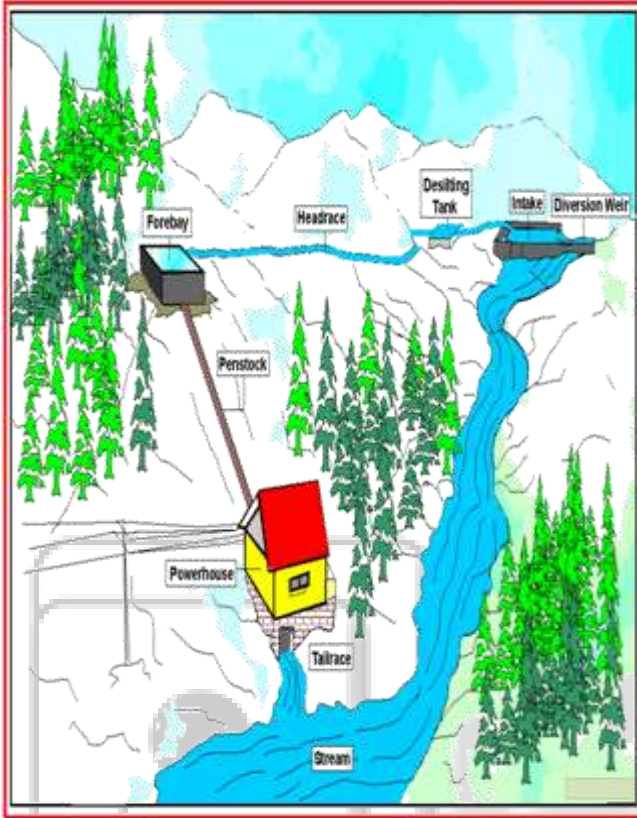 Desilting
Tank
Intake
Diversion Weir
Forebay
Headrace
Penstock
Powerhouse
Tailrace
Stream